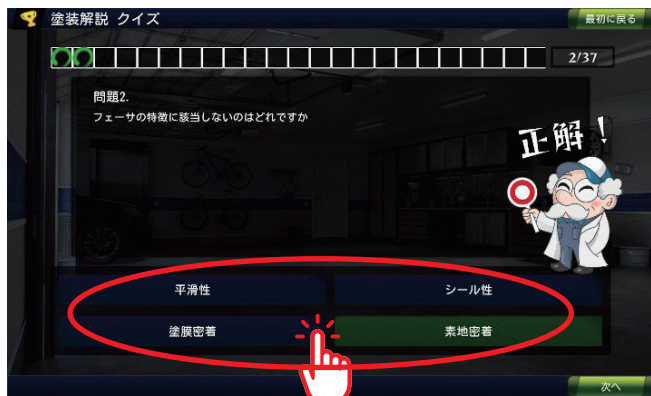 塗装解説 クイズ
最初に戻る
2/37
問題2.
フェーサの特徴に該当しないのはどれですか
正解！
平滑性
シール性
塗膜密着
素地密着
次へ